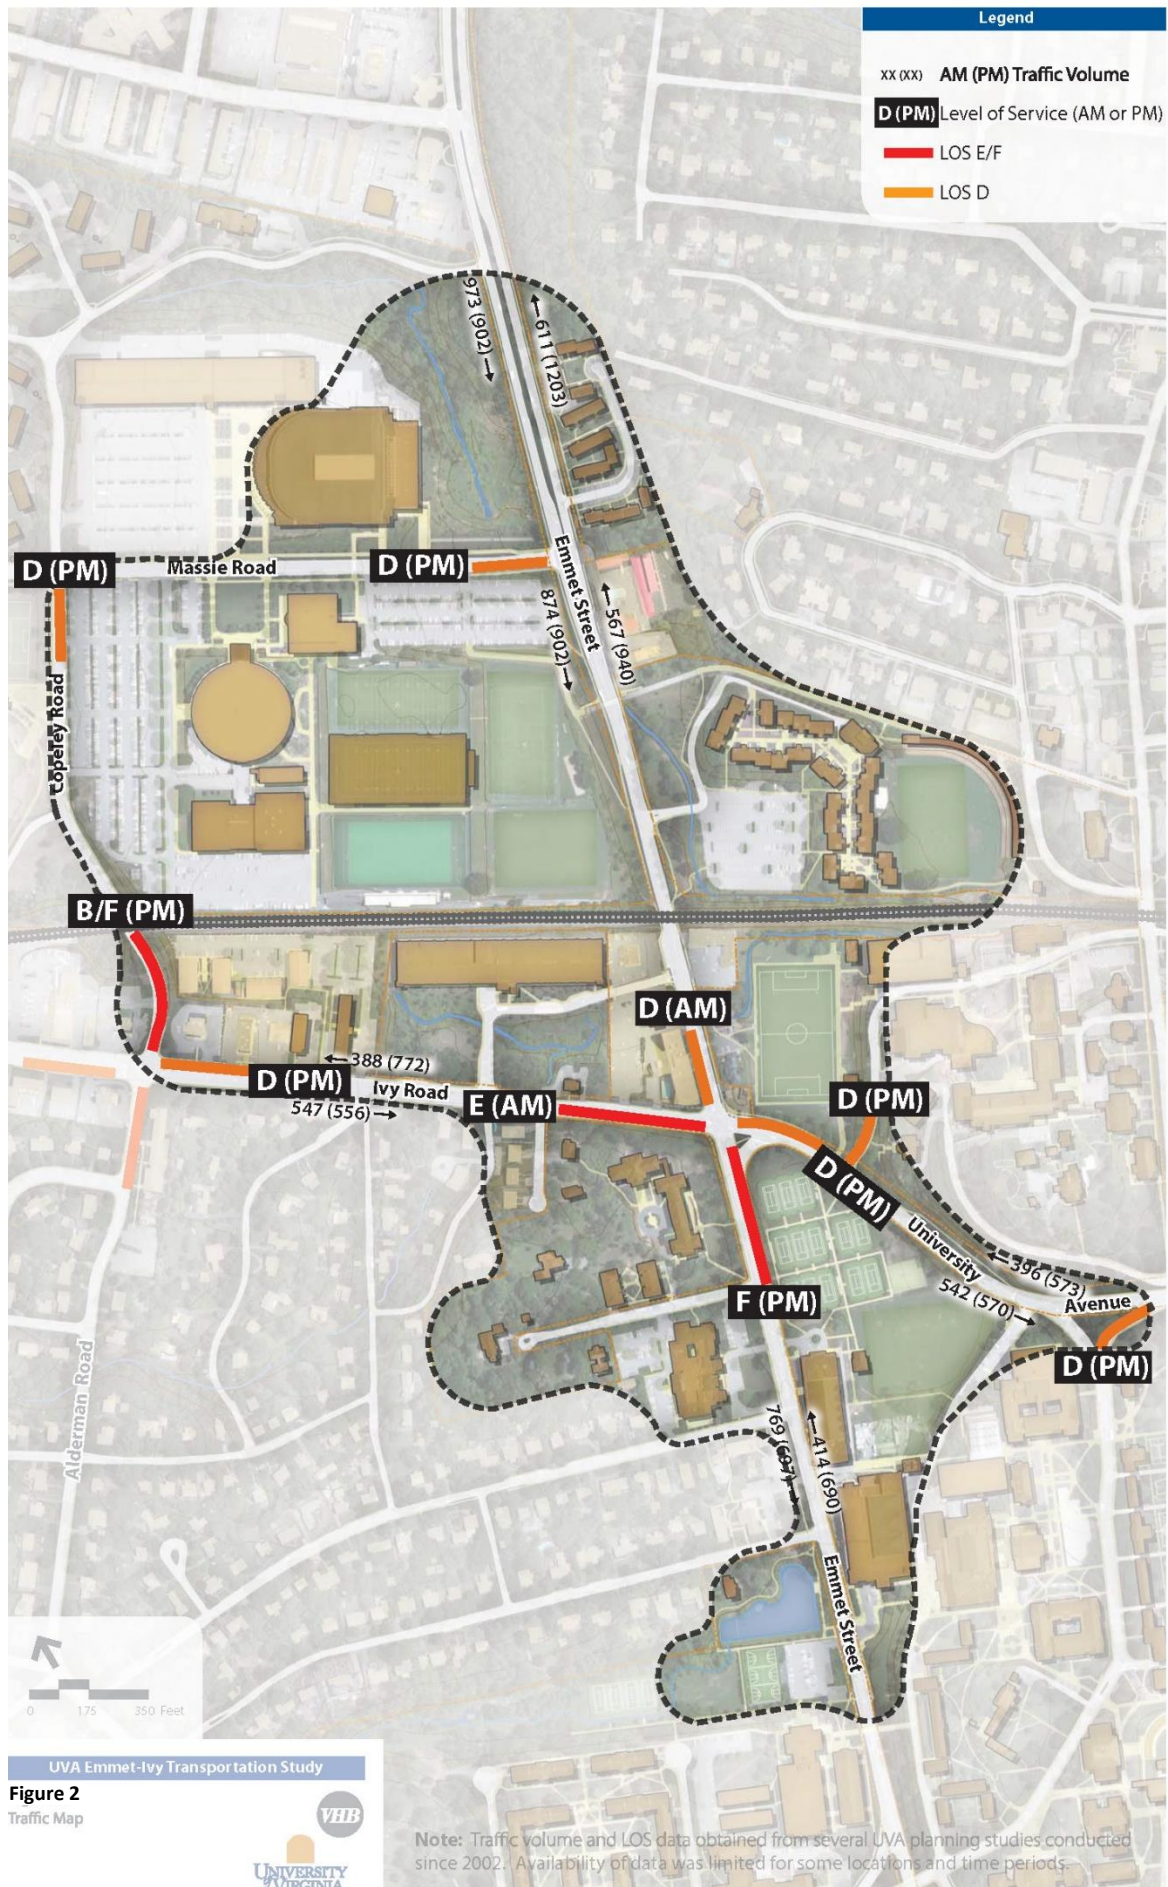 Legend
xx (xx) AM (PM) Traffic Volume
D (PM) Level of Service (AM or PM)
LOS E/F
LOS D
973 (902)
611 (1203)
D (PM)
Massie Road
D (PM)
Emmet Street
874 (902)
567 (940)
Copeley Road
B/F (PM)
D (AM)
388 (772)
D (PM)
Ivy Road
547 (556)
E (AM)
D (PM)
D (PM)
University
Avenue
396 (573)
542 (570)
F (PM)
D (PM)
Alderman Road
769 (697)
414 (690)
Emmet Street
0 175 350 Feet
UVA Emmet-Ivy Transportation Study
Figure 2
Traffic Map
VHB
UNIVERSITY
VIRGINIA
Note: Traffic volume and LOS data obtained from several UVA planning studies conducted
since 2002. Availability of data was limited for some locations and time periods.